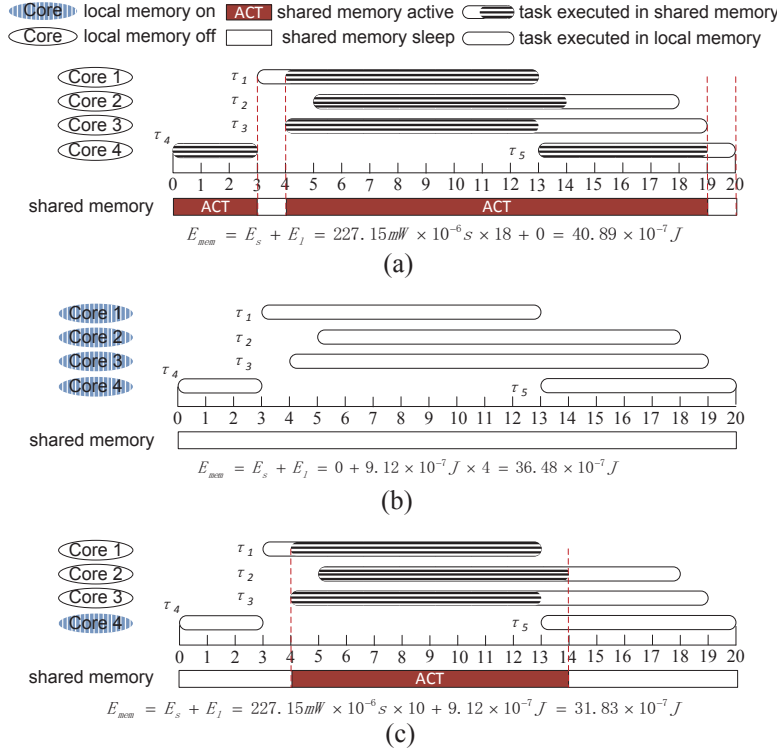 Core local memory on ACT shared memory active task executed in shared memory
Core local memory off shared memory sleep task executed in local memory
Core 1 τ1
Core 2 τ2
Core 3 τ3
τ4
Core 4 τ5
0 1 2 3 4 5 6 7 8 9 10 11 12 13 14 15 16 17 18 19 20
shared memory ACT ACT
E_mem = E_s + E_l = 227.15mW × 10^-6 s × 18 + 0 = 40.89 × 10^-7 J
(a)
Core 1 τ1
Core 2 τ2
Core 3 τ3
τ4
Core 4 τ5
0 1 2 3 4 5 6 7 8 9 10 11 12 13 14 15 16 17 18 19 20
shared memory
E_mem = E_s + E_l = 0 + 9.12 × 10^-7 J × 4 = 36.48 × 10^-7 J
(b)
Core 1 τ1
Core 2 τ2
Core 3 τ3
τ4
Core 4 τ5
0 1 2 3 4 5 6 7 8 9 10 11 12 13 14 15 16 17 18 19 20
shared memory ACT
E_mem = E_s + E_l = 227.15mW × 10^-6 s × 10 + 9.12 × 10^-7 J = 31.83 × 10^-7 J
(c)